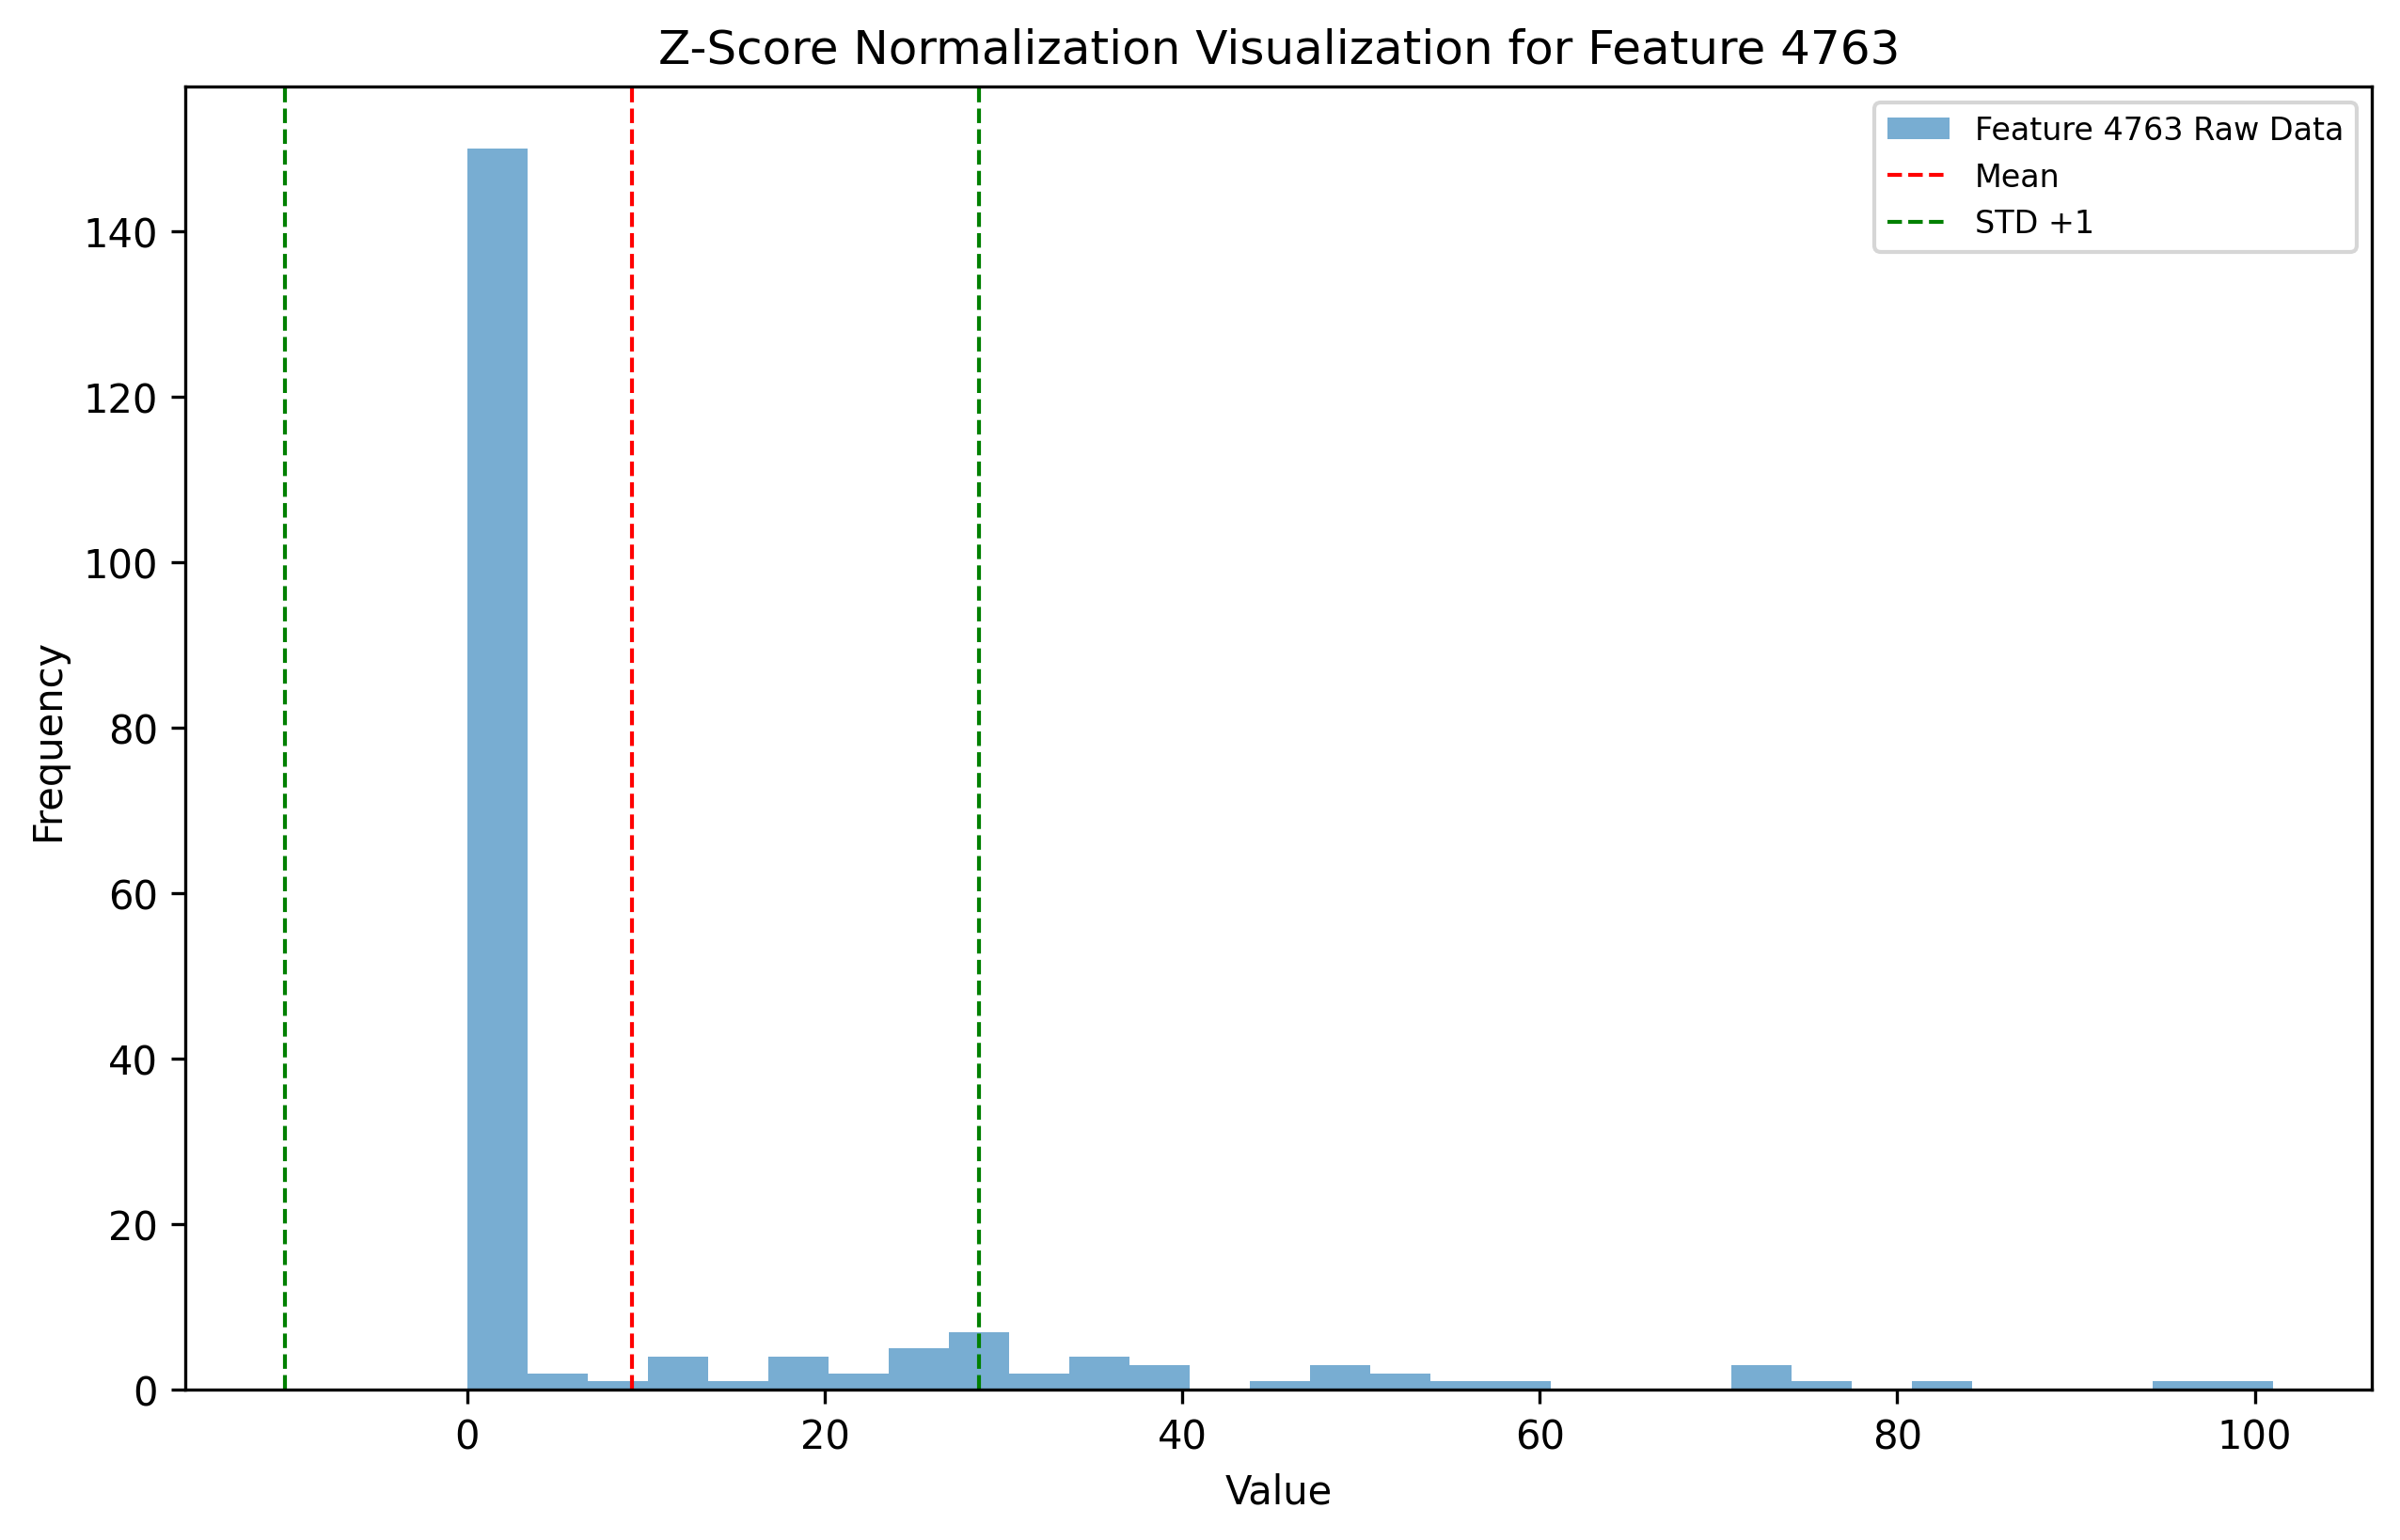 Z-Score Normalization Visualization for Feature 4763
Feature 4763 Raw Data
Mean
STD +1
Frequency
140
120
100
80
60
40
20
0
0 20 40 60 80 100
Value